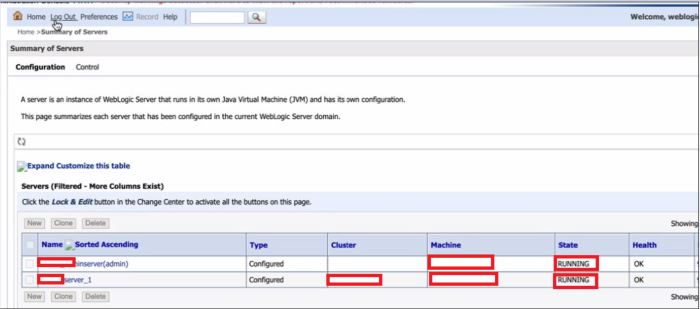 Home Log Out Preferences Record Help
Welcome, weblogi
Home >Summary of Servers
Summary of Servers
Configuration Control
A server is an instance of WebLogic Server that runs in its own Java Virtual Machine (JVM) and has its own configuration.
This page summarizes each server that has been configured in the current WebLogic Server domain.
Expand Customize this table
Servers (Filtered - More Columns Exist)
Click the Lock & Edit button in the Change Center to activate all the buttons on this page.
New Clone Delete Showing
Name Sorted Ascending Type Cluster Machine State Health
inserver(admin) Configured RUNNING OK
server_1 Configured RUNNING OK
New Clone Delete Showing